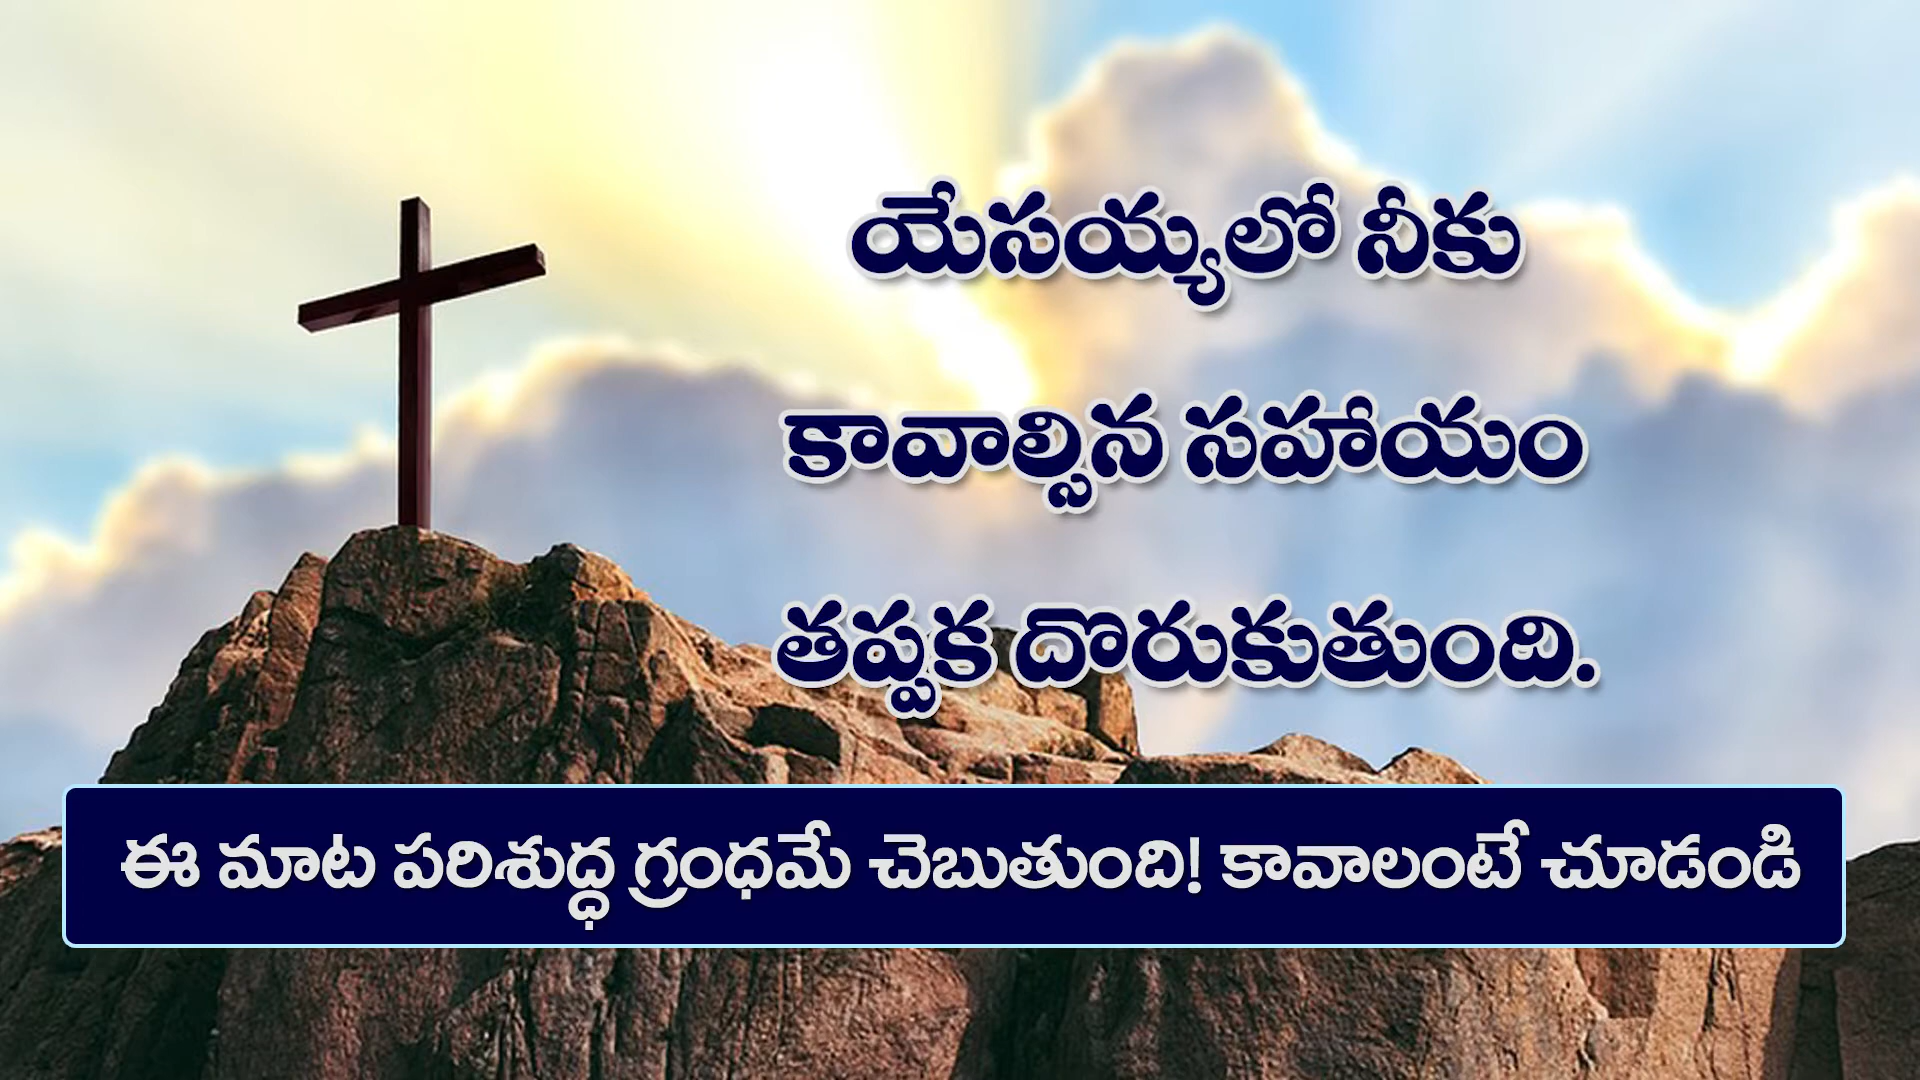 యేసయ్యలో నీకు
కావాల్సిన సహాయం
తప్పక దొరుకుతుంది.
ఈ మాట పరిశుద్ధ గ్రంధమే చెబుతుంది! కావాలంటే చూడండి